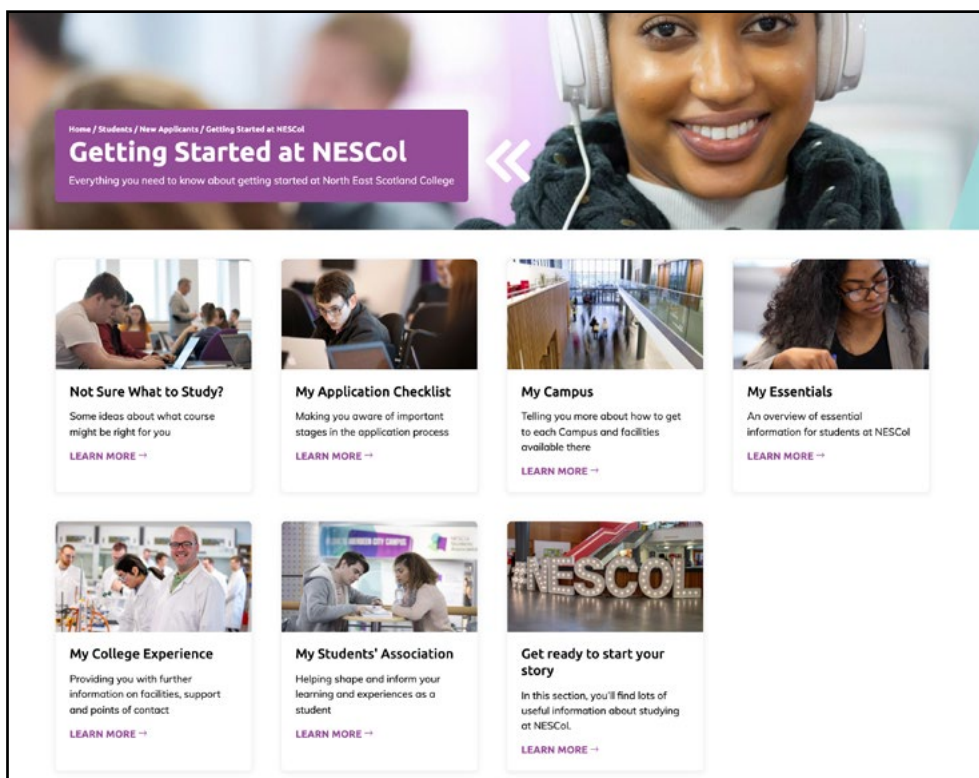 Home / Students / New Applicants / Getting Started at NESCol
Getting Started at NESCol
Everything you need to know about getting started at North East Scotland College
Not Sure What to Study?
Some ideas about what course
might be right for you
LEARN MORE →
My Application Checklist
Making you aware of important
stages in the application process
LEARN MORE →
My Campus
Telling you more about how to get
to each Campus and facilities
available there
LEARN MORE →
My Essentials
An overview of essential
information for students at NESCol
LEARN MORE →
ABERDEEN CITY CAMPUS
My College Experience
Providing you with further
information on facilities, support
and points of contact
LEARN MORE →
My Students' Association
Helping shape and inform your
learning and experiences as a
student
LEARN MORE →
#NESCOL
Get ready to start your
story
In this section, you'll find lots of
useful information about studying
at NESCol.
LEARN MORE →